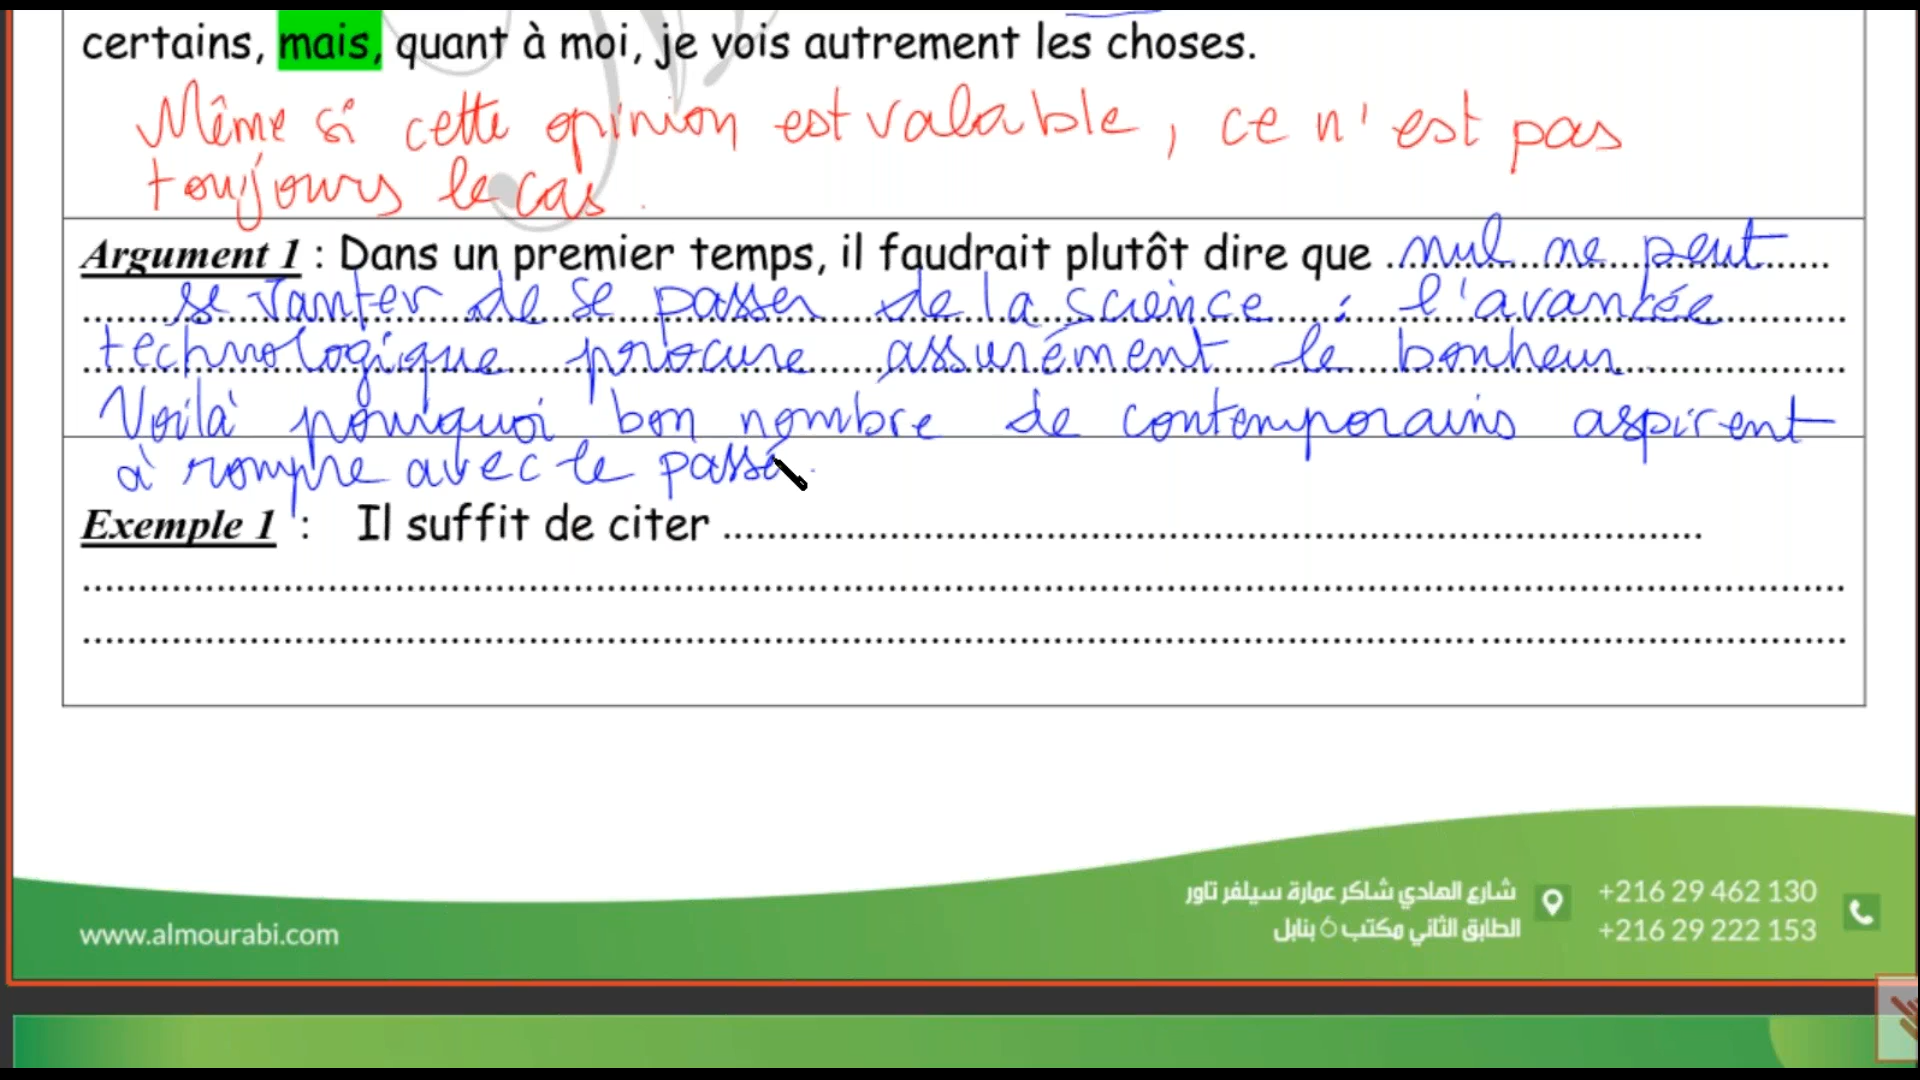 certains, mais, quant à moi, je vois autrement les choses.
Même si cette opinion est valable, ce n'est pas
toujours le cas.
Argument 1 : Dans un premier temps, il faudrait plutôt dire que nul ne peut
se vanter de se passer de la science : l'avancée
technologique procure assurément le bonheur
Voilà pourquoi bon nombre de contemporains aspirent
à rompre avec le passé.
Exemple 1 : Il suffit de citer ..........
شارع الهادي شاكر عمارة سيلفر تاور
الطابق الثاني مكتب 6 بنابل
+216 29 462 130
+216 29 222 153
www.almourabi.com